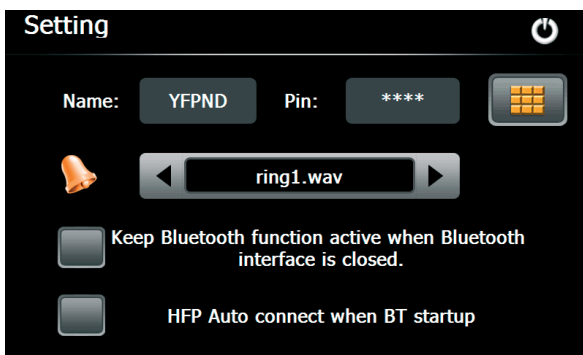 Setting
Name: YFPND Pin: ****
ring1.wav
Keep Bluetooth function active when Bluetooth
interface is closed.
HFP Auto connect when BT startup